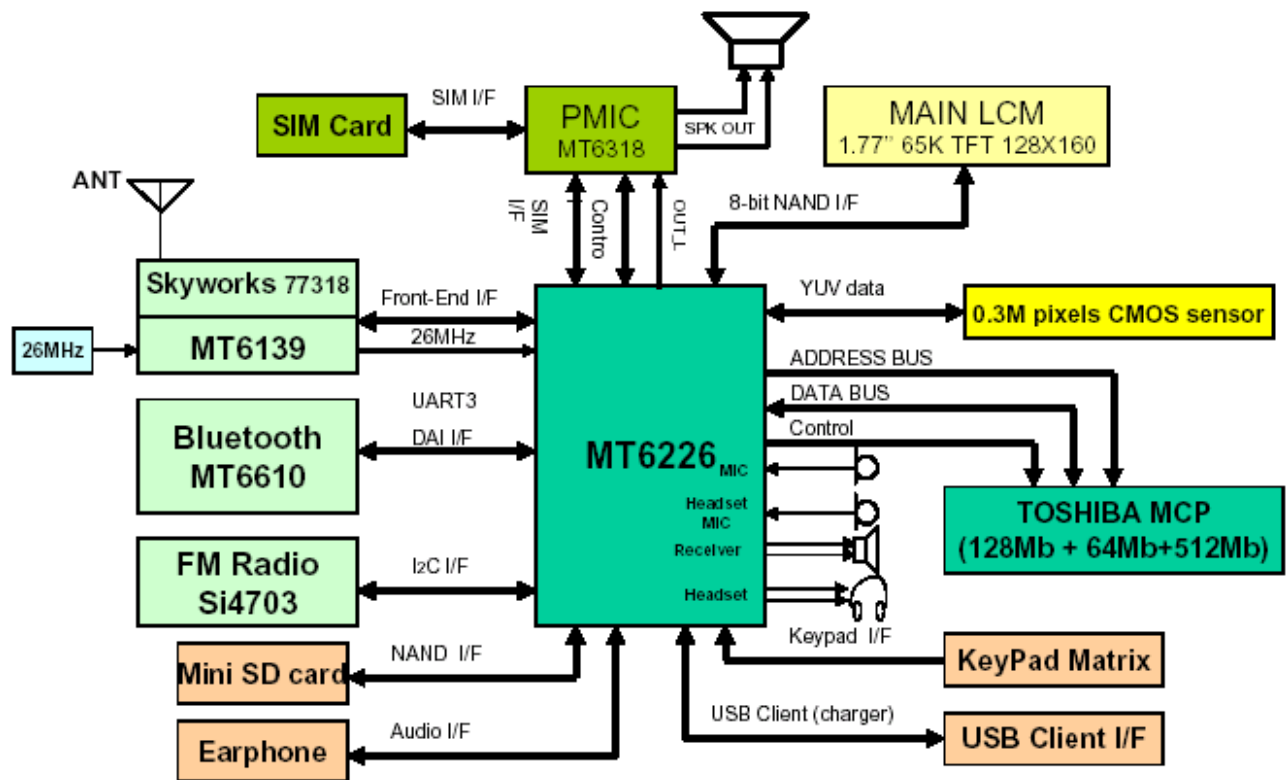 SIM Card
SIM I/F
PMIC
MT6318
SPK OUT
MAIN LCM
1.77" 65K TFT 128X160
ANT
SIM
I/F
Contro
l
OUT_L
8-bit NAND I/F
Skyworks 77318
MT6139
26MHz
Front-End I/F
26MHz
YUV data
0.3M pixels CMOS sensor
ADDRESS BUS
DATA BUS
Control
UART3
DAI I/F
Bluetooth
MT6610
MT6226
MIC
Headset
MIC
Receiver
Headset
TOSHIBA MCP
(128Mb + 64Mb+512Mb)
FM Radio
Si4703
I2C I/F
Mini SD card
NAND I/F
Keypad I/F
KeyPad Matrix
Earphone
Audio I/F
USB Client (charger)
USB Client I/F